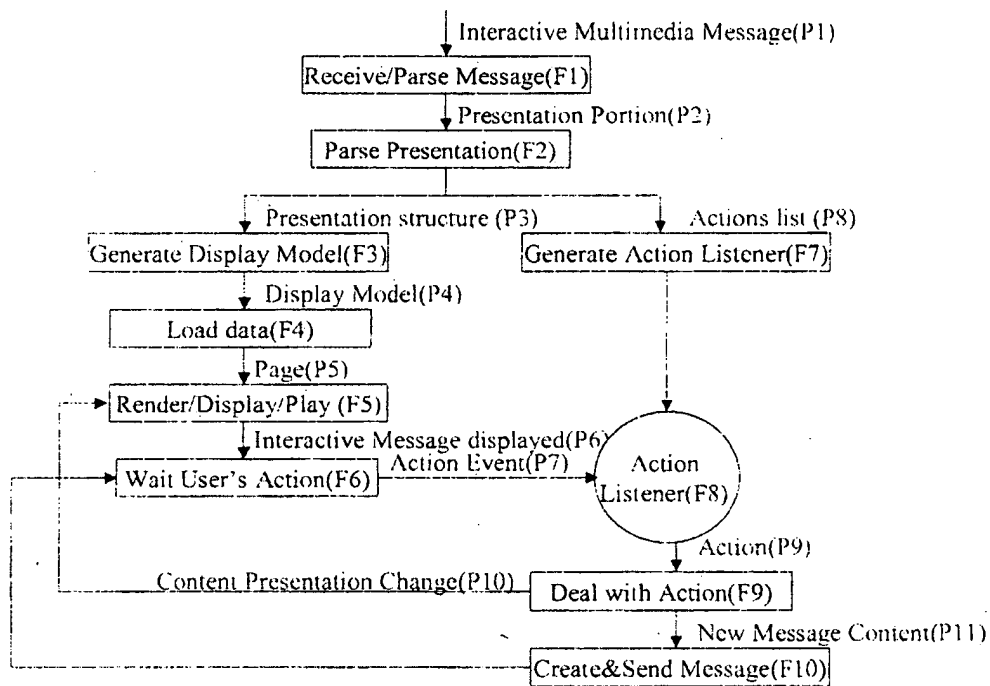 Interactive Multimedia Message(P1)
Receive/Parse Message(F1)
Presentation Portion(P2)
Parse Presentation(F2)
Presentation structure (P3)
Actions list (P8)
Generate Display Model(F3)
Generate Action Listener(F7)
Display Model(P4)
Load data(F4)
Page(P5)
Render/Display/Play (F5)
Interactive Message displayed(P6)
Action Event(P7)
Wait User's Action(F6)
Action
Listener(F8)
Action(P9)
Content Presentation Change(P10)
Deal with Action(F9)
New Message Content(P11)
Create&Send Message(F10)